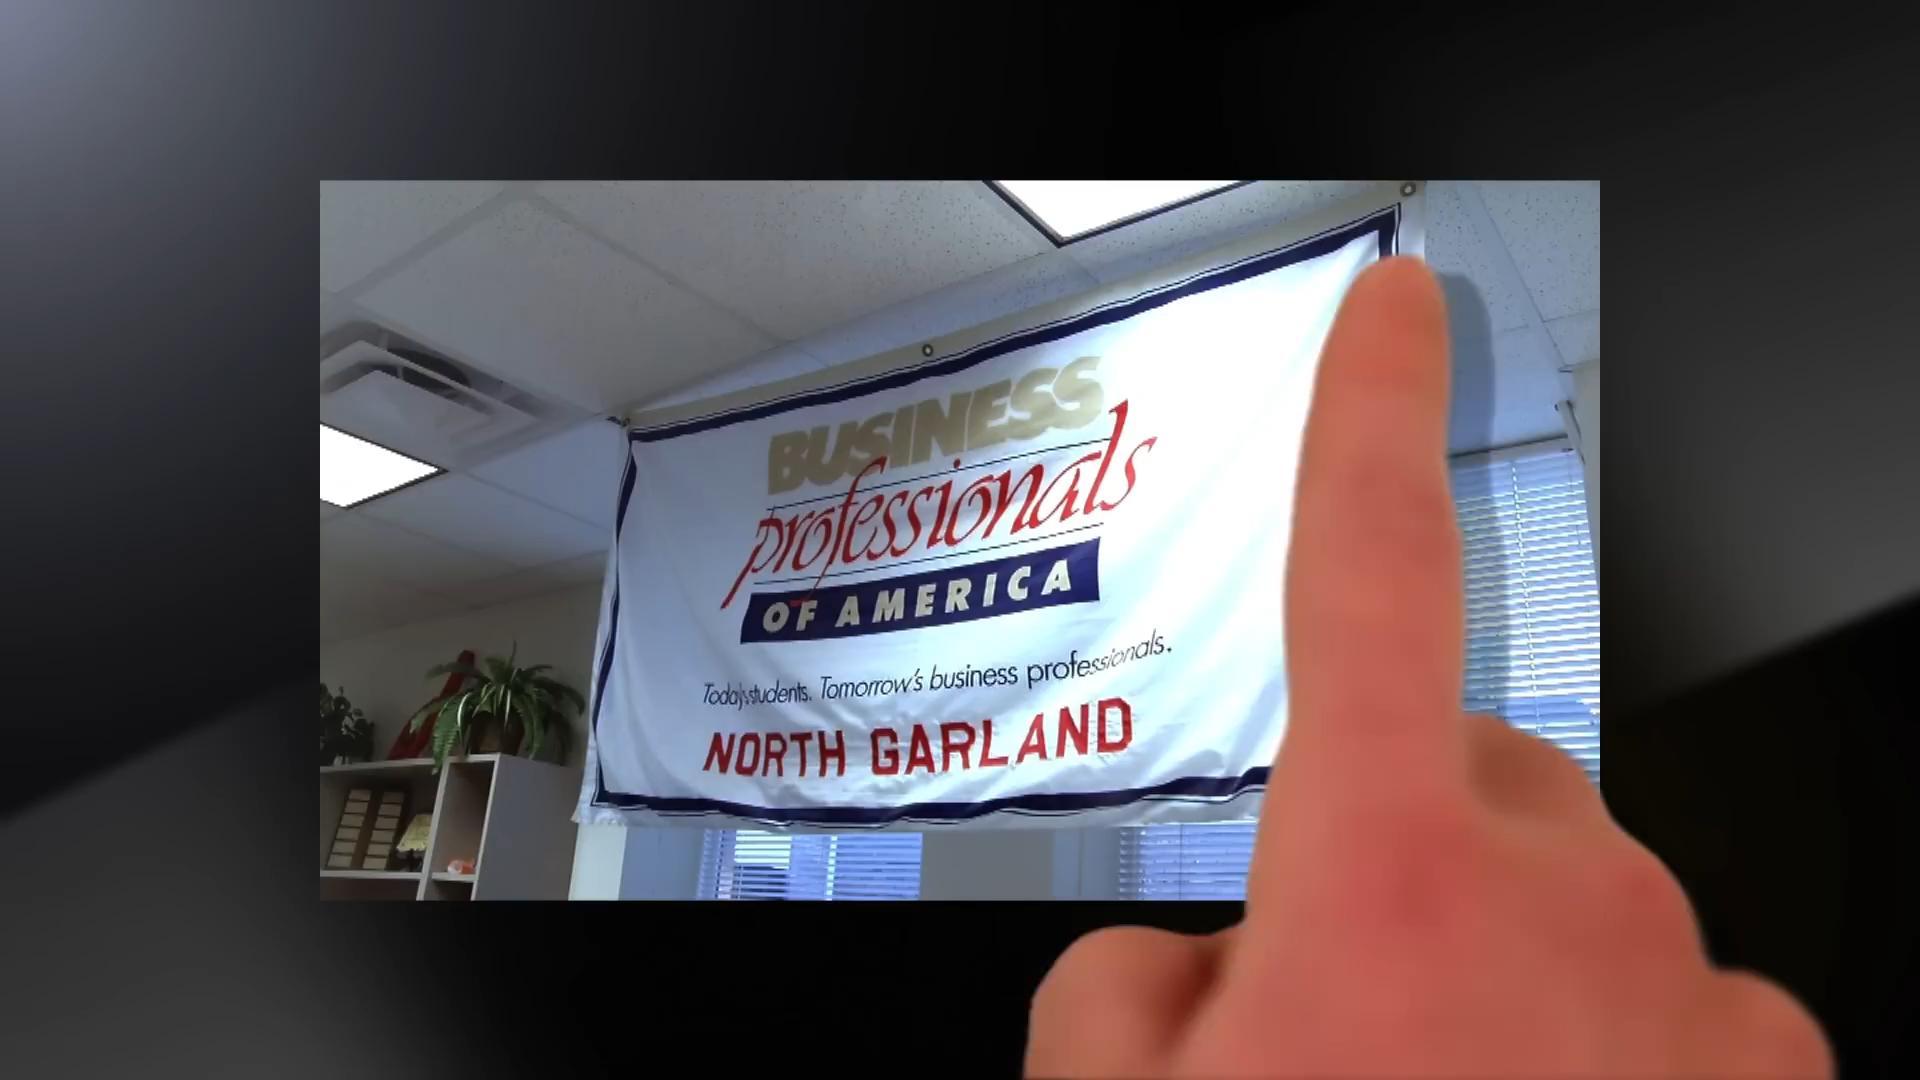 BUSINESS
professionals
OF AMERICA
Today's students. Tomorrow's business professionals.
NORTH GARLAND